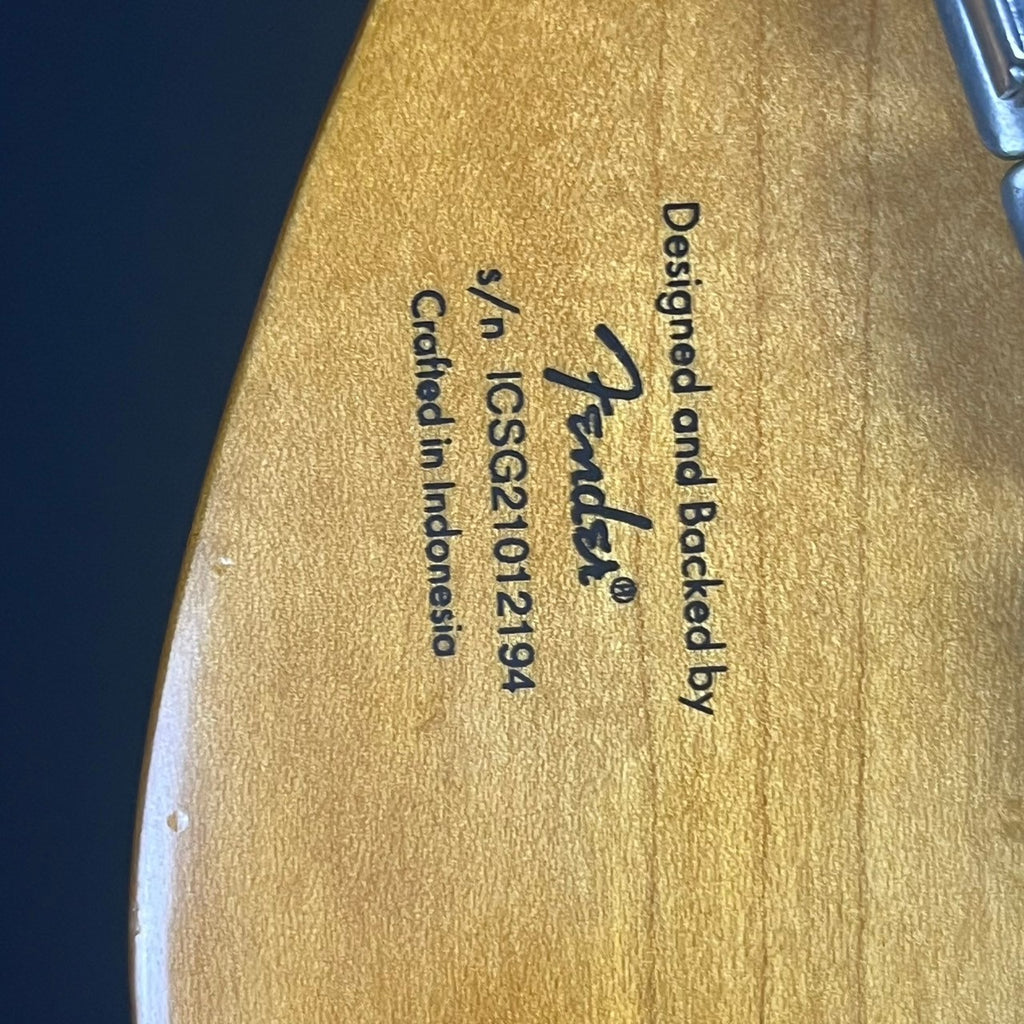 Designed and Backed by
Fender®
s/n ICSG21012194
Crafted in Indonesia